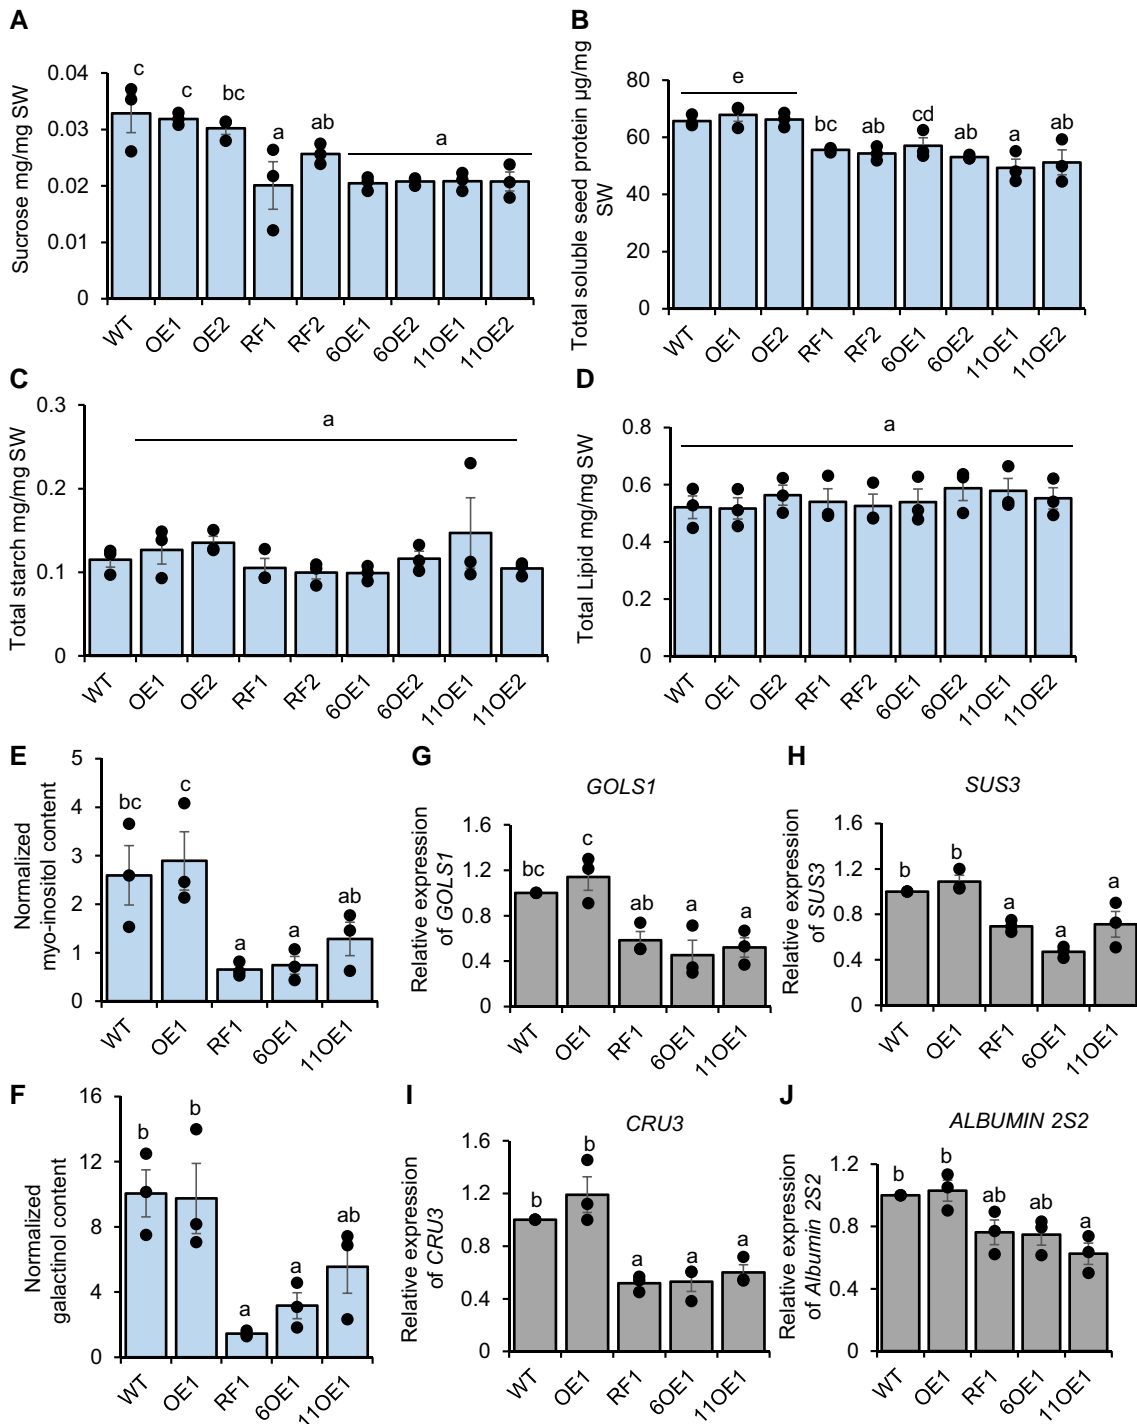 A
Sucrose mg/mg SW
0.04
0.03
0.02
0.01
0
c
c
bc
a
ab
a
WT
OE1
OE2
RF1
RF2
6OE1
6OE2
11OE1
11OE2
B
Total soluble seed protein µg/mg
SW
80
60
40
20
0
e
bc
ab
cd
ab
a
ab
WT
OE1
OE2
RF1
RF2
6OE1
6OE2
11OE1
11OE2
C
Total starch mg/mg SW
0.3
0.2
0.1
0
a
WT
OE1
OE2
RF1
RF2
6OE1
6OE2
11OE1
11OE2
D
Total Lipid mg/mg SW
0.8
0.6
0.4
0.2
0
a
WT
OE1
OE2
RF1
RF2
6OE1
6OE2
11OE1
11OE2
E
Normalized
myo-inositol content
5
4
3
2
1
0
bc
c
a
a
ab
WT
OE1
RF1
6OE1
11OE1
G
GOLS1
Relative expression
of GOLS1
1.6
1.2
0.8
0.4
0
bc
c
ab
a
a
WT
OE1
RF1
6OE1
11OE1
H
SUS3
Relative expression
of SUS3
1.6
1.2
0.8
0.4
0
b
b
a
a
a
WT
OE1
RF1
6OE1
11OE1
F
Normalized
galactinol content
16
12
8
4
0
b
b
a
a
ab
WT
OE1
RF1
6OE1
11OE1
I
CRU3
Relative expression
of CRU3
1.6
1.2
0.8
0.4
0
b
b
a
a
a
WT
OE1
RF1
6OE1
11OE1
J
ALBUMIN 2S2
Relative expression
of Albumin 2S2
1.2
0.8
0.4
0
b
b
ab
ab
a
WT
OE1
RF1
6OE1
11OE1